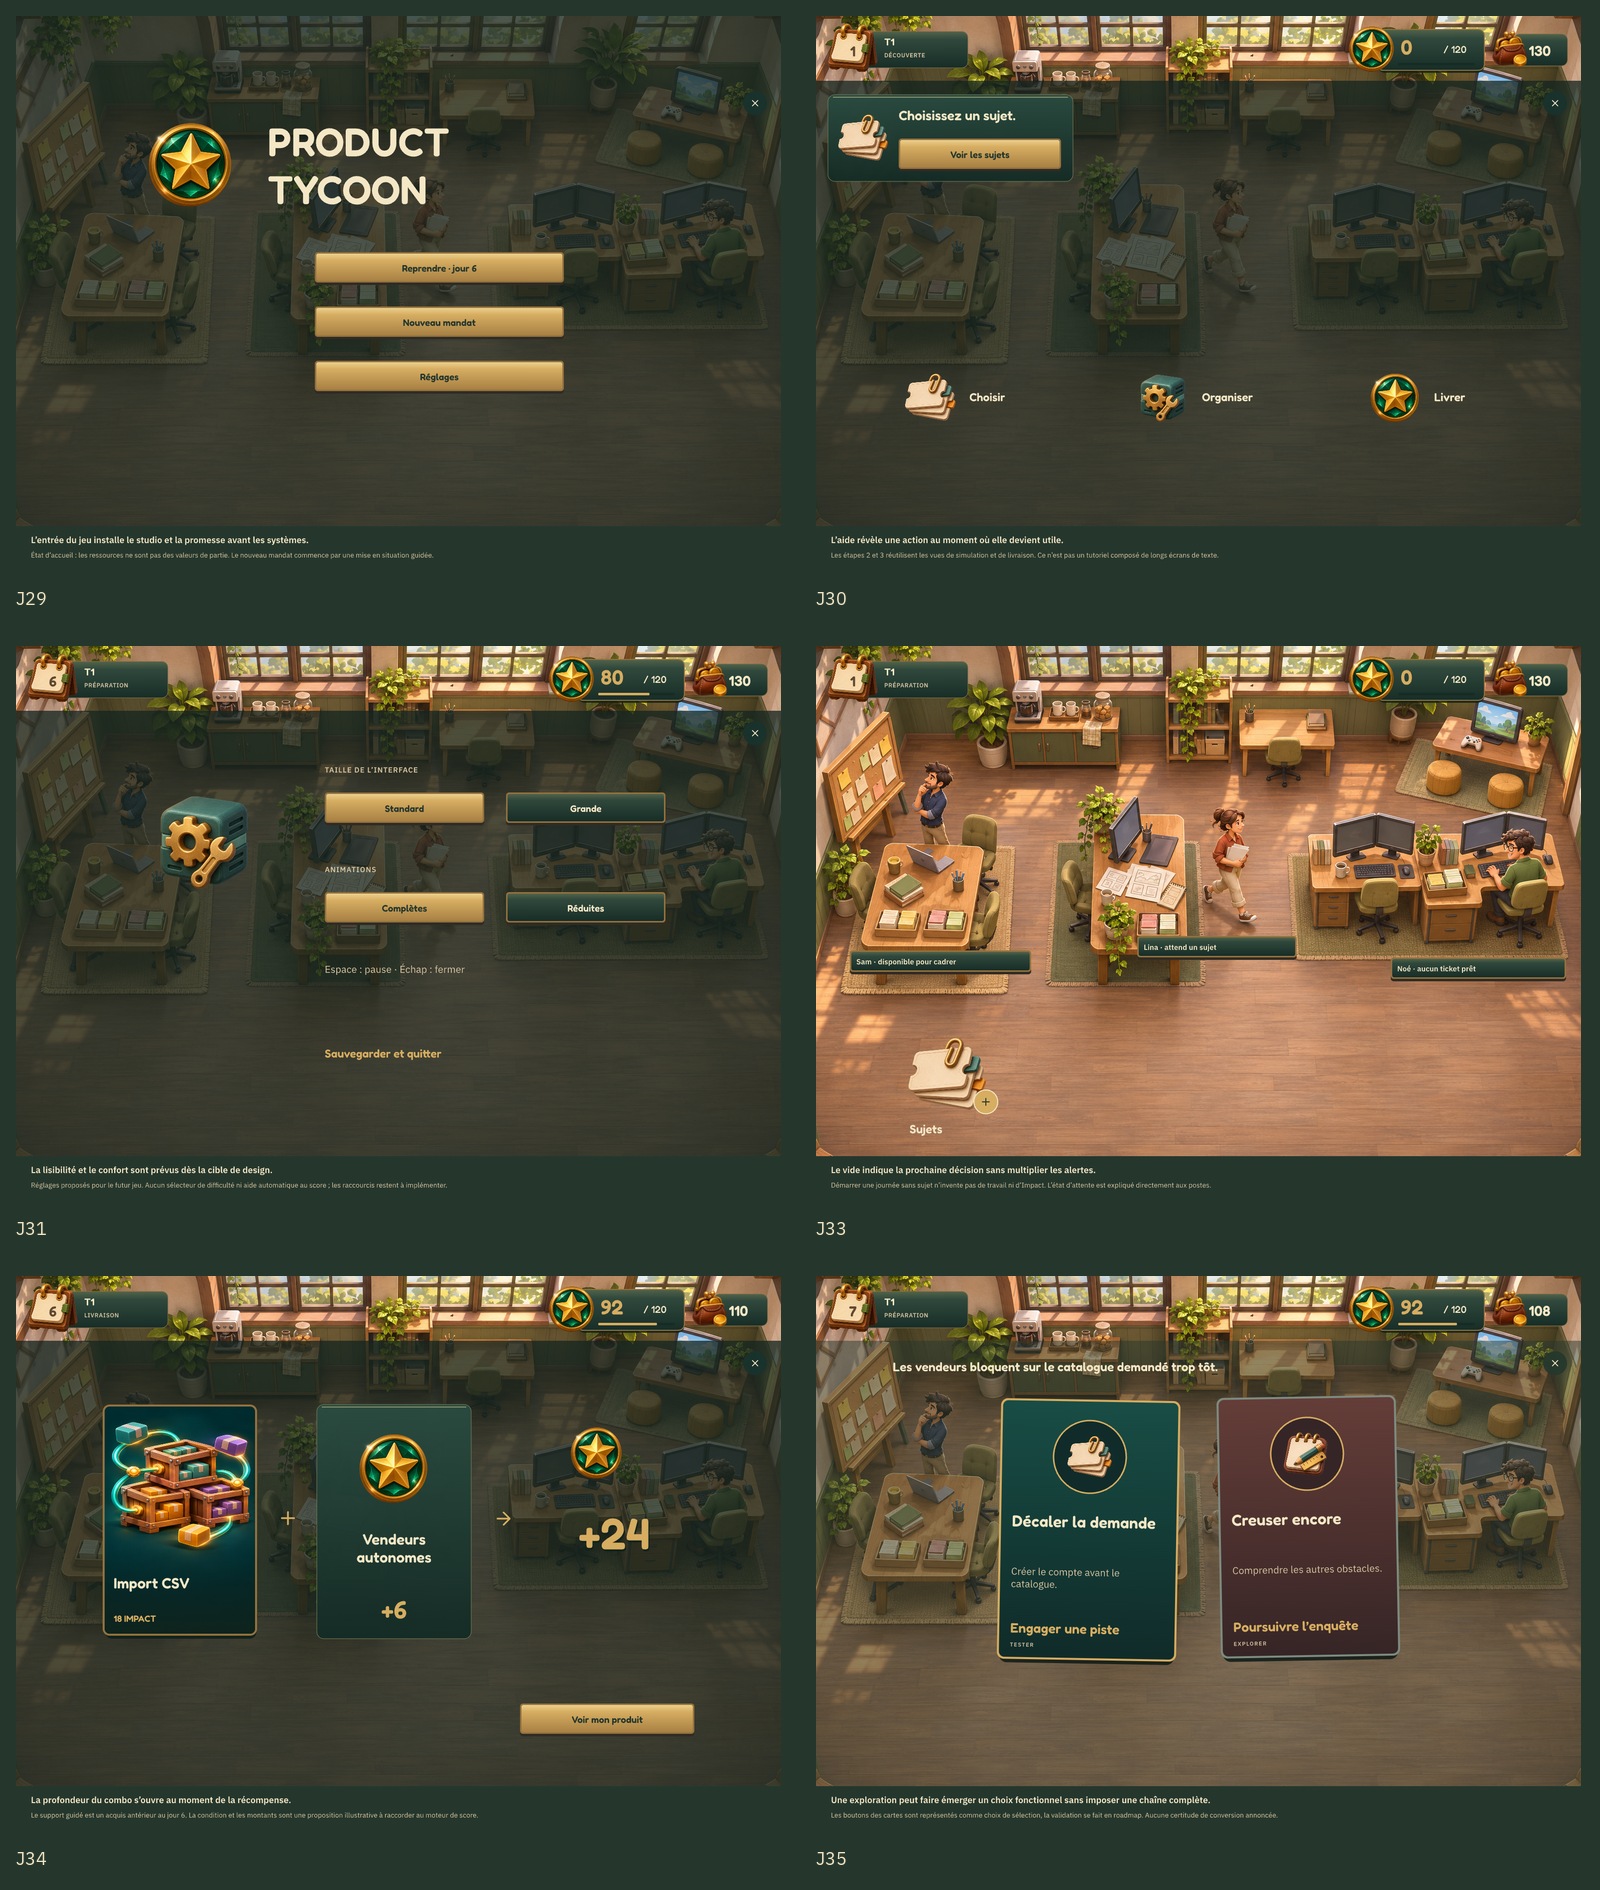 PRODUCT
TYCOON
×
Reprendre · jour 6
Nouveau mandat
Réglages
L'entrée du jeu installe le studio et la promesse avant les systèmes.
État d'accueil : les ressources ne sont pas des valeurs de partie. Le nouveau mandat commence par une mise en situation guidée.
J29
1
T1
DÉCOUVERTE
0
/ 120
130
×
Choisissez un sujet.
Voir les sujets
Choisir
Organiser
Livrer
L'aide révèle une action au moment où elle devient utile.
Les étapes 2 et 3 réutilisent les vues de simulation et de livraison. Ce n'est pas un tutoriel composé de longs écrans de texte.
J30
6
T1
PRÉPARATION
80
/ 120
130
×
TAILLE DE L'INTERFACE
Standard
Grande
ANIMATIONS
Complètes
Réduites
Espace : pause · Échap : fermer
Sauvegarder et quitter
La lisibilité et le confort sont prévus dès la cible de design.
Réglages proposés pour le futur jeu. Aucun sélecteur de difficulté ni aide automatique au score ; les raccourcis restent à implémenter.
J31
1
T1
PRÉPARATION
0
/ 120
130
Lina · attend un sujet
Sam · disponible pour cadrer
Noé · aucun ticket prêt
+
Sujets
Le vide indique la prochaine décision sans multiplier les alertes.
Démarrer une journée sans sujet n'invente pas de travail ni d'Impact. L'état d'attente est expliqué directement aux postes.
J33
6
T1
LIVRAISON
92
/ 120
110
×
Import CSV
18 IMPACT
+
Vendeurs
autonomes
+6
→
+24
Voir mon produit
La profondeur du combo s'ouvre au moment de la récompense.
Le support guidé est un acquis antérieur au jour 6. La condition et les montants sont une proposition illustrative à raccorder au moteur de score.
J34
7
T1
PRÉPARATION
92
/ 120
108
×
Les vendeurs bloquent sur le catalogue demandé trop tôt.
Décaler la demande
Créer le compte avant le
catalogue.
Engager une piste
TESTER
Creuser encore
Comprendre les autres obstacles.
Poursuivre l'enquête
EXPLORER
Une exploration peut faire émerger un choix fonctionnel sans imposer une chaîne complète.
Les boutons des cartes sont représentés comme choix de sélection, la validation se fait en roadmap. Aucune certitude de conversion annoncée.
J35